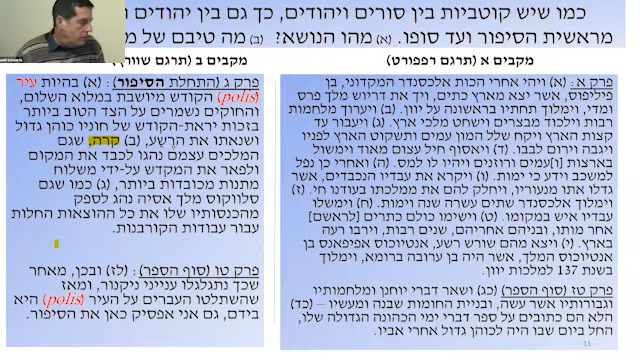 כמו שיש קוטביות בין סורים ויהודים, כך גם בין יהודים
מראשית הסיפור ועד סופו. (א) מהו הנושא? (ב) מה טיבם של
מקבים א (תרגם רפפורט)
פרק א: (א) ויהי אחרי הכות אלכסנדר המקדוני, בן
פיליפוס, אשר יצא מארץ כתים, ויך את דריוש מלך פרס
ומדי, וימלוך תחתיו בראשונה על יוון. (ב) ויערוך מלחמות
רבות וילכוד מבצרים וישחט מלכי ארץ. (ג) ויעבור עד
קצות הארץ ויקח שלל המון עמים ותשקוט הארץ לפניו
ויגבה וירום לבבו. (ד) ויאסוף חיל עצום מאוד וימשול
בארצות [ו]עמים ורוזנים ויהיו לו למס. (ה) ואחרי כן נפל
למשכב וידע כי ימות. (ו) ויקרא את עבדיו הנכבדים, אשר
גדלו אתו מנעוריו, ויחלק להם את ממלכתו בעודנו חי. (ז)
וימלוך אלכסנדר שתים עשרה שנה וימות. (ח) וימשלו
עבדיו איש במקומו. (ט) וישימו כולם כתרים [לראשם]
אחר מותו, ובניהם אחריהם, שנים רבות, וירבו רעה
בארץ. (י) ויצא מהם שורש רשע, אנטיוכוס אפיפאנס בן
אנטיוכוס המלך, אשר היה בן ערובה ברומא, וימלוך
בשנת 137 למלכות יוון.
פרק טז (סוף הספר) (כג) ושאר דברי יוחנן ומלחמותיו
וגבורותיו אשר עשה, ובניית החומות שבנה ומעשיו – (כד)
הלא הם כתובים על ספר דברי ימי הכהונה הגדולה שלו,
החל ביום שבו היה לכוהן גדול אחרי אביו.
11
מקבים ב (תרגם שוורץ)
פרק ג (התחלת הסיפור): (א) בהיות עיר
(polis) הקודש מיושבת במלוא השלום,
והחוקים נשמרים על הצד הטוב ביותר
בזכות יראת-הקודש של חוניו כוהן גדול
ושנאתו את הרֶשַע, (ב) קרה, שגם
המלכים עצמם נהגו לכבד את המקום
ולפאר את המקדש על-ידי משלוח
מתנות מכובדות ביותר, (ג) כמו שגם
סלווקוס מלך אסיה נהג לספק
מהכנסותיו שלו את כל ההוצאות החלות
עבור עבודות הקורבנות.
פרק טו (סוף הספר): (לז) ובכן, מאחר
שכך נתגלגלו ענייני ניקנור, ומאז
שהשתלטו העברים על העיר (polis) היא
בידם, גם אני אפסיק כאן את הסיפור.